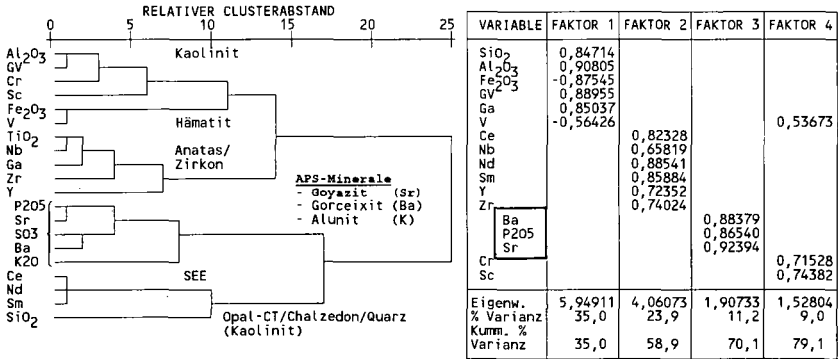 RELATIVER CLUSTERABSTAND
0 5 10 15 20 25
Al2O3
GV
Cr
Sc
Fe2O3
V
TiO2
Nb
Ga
Zr
Y
P2O5
Sr
SO3
Ba
K2O
Ce
Nd
Sm
SiO2
Kaolinit
Hämatit
Anatas/
Zirkon
APS-Minerale
- Goyazit (Sr)
- Gorceixit (Ba)
- Alunit (K)
SEE
Opal-CT/Chalzedon/Quarz
(Kaolinit)
VARIABLE FAKTOR 1 FAKTOR 2 FAKTOR 3 FAKTOR 4
SiO2 0,84714
Al2O3 0,90805
Fe2O3 -0,87545
GV 0,88955
Ga 0,85037
V -0,56426 0,53673
Ce 0,82328
Nb 0,65819
Nd 0,88541
Sm 0,85884
Y 0,72352
Zr 0,74024
Ba 0,88379
P2O5 0,86540
Sr 0,92394
Cr 0,71528
Sc 0,74382
Eigenw. 5,94911 4,06073 1,90733 1,52804
% Varianz 35,0 23,9 11,2 9,0
Kumm. %
Varianz 35,0 58,9 70,1 79,1